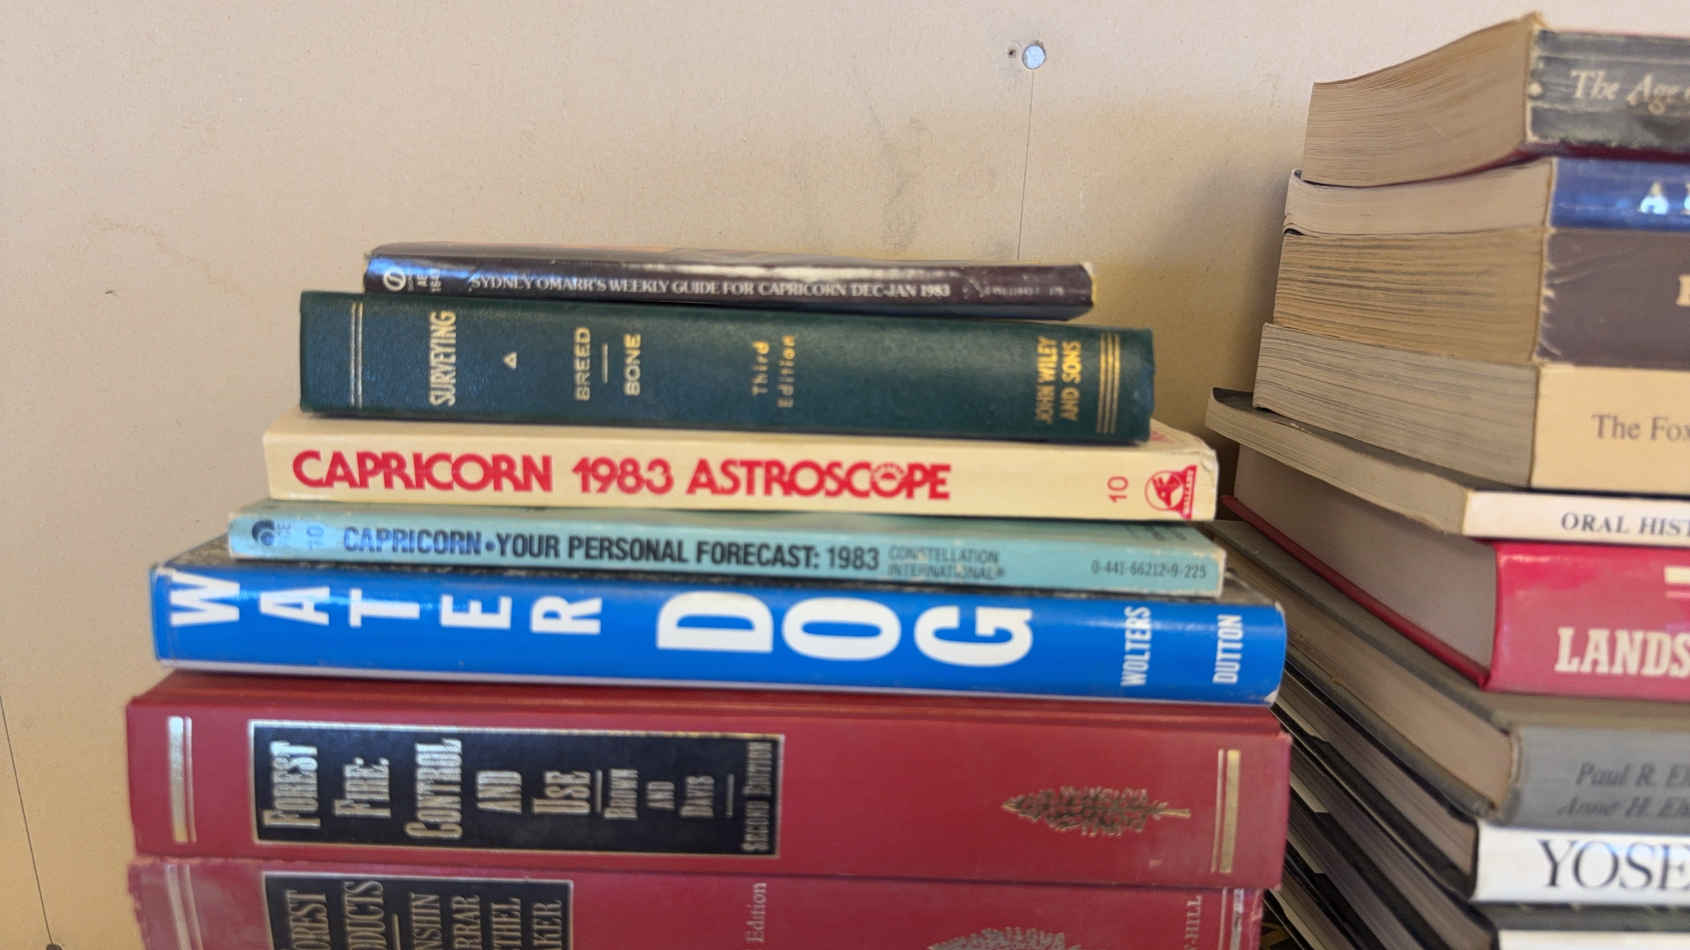 SYDNEY OMARR'S WEEKLY GUIDE FOR CAPRICORN DEC-JAN 1983
SURVEYING
BREED
BONE
Third
Edition
JOHN WILEY
AND SONS
CAPRICORN 1983 ASTROSCOPE
10
CAPRICORN•YOUR PERSONAL FORECAST: 1983
CONSTELLATION
INTERNATIONAL®
0-441-66212-9-225
WATER DOG
WOLTERS
DUTTON
FOREST
FIRE:
CONTROL
AND
USE
BROWN
AND
DAVIS
SECOND EDITION
Edition
The Age
A
The Fox
ORAL HIST
LANDS
Paul R. E
Anne H. E
YOSE